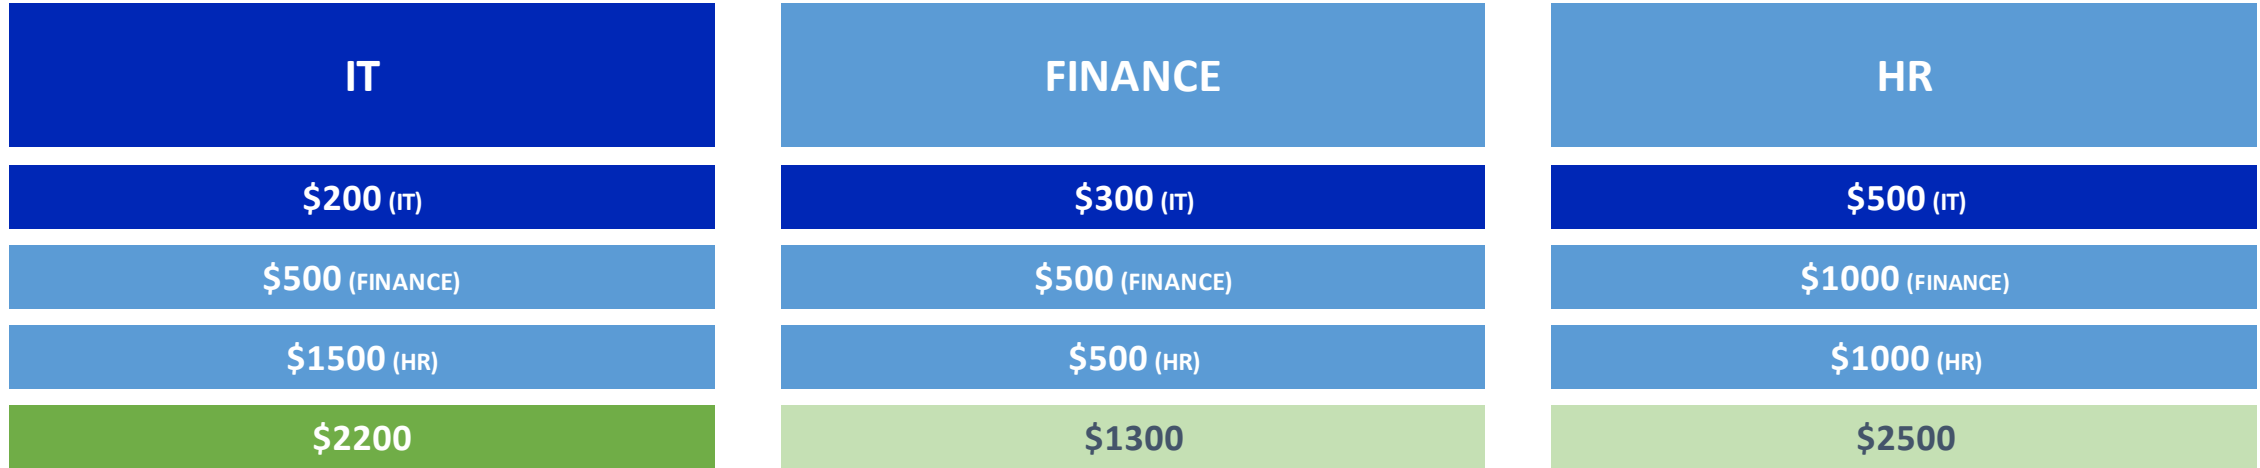 IT FINANCE HR
$200 (IT) $300 (IT) $500 (IT)
$500 (FINANCE) $500 (FINANCE) $1000 (FINANCE)
$1500 (HR) $500 (HR) $1000 (HR)
$2200 $1300 $2500